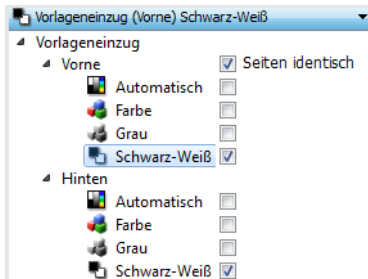 Vorlageneinzug (Vorne) Schwarz-Weiß
Vorlageneinzug
Vorne Seiten identisch
Automatisch
Farbe
Grau
Schwarz-Weiß
Hinten
Automatisch
Farbe
Grau
Schwarz-Weiß